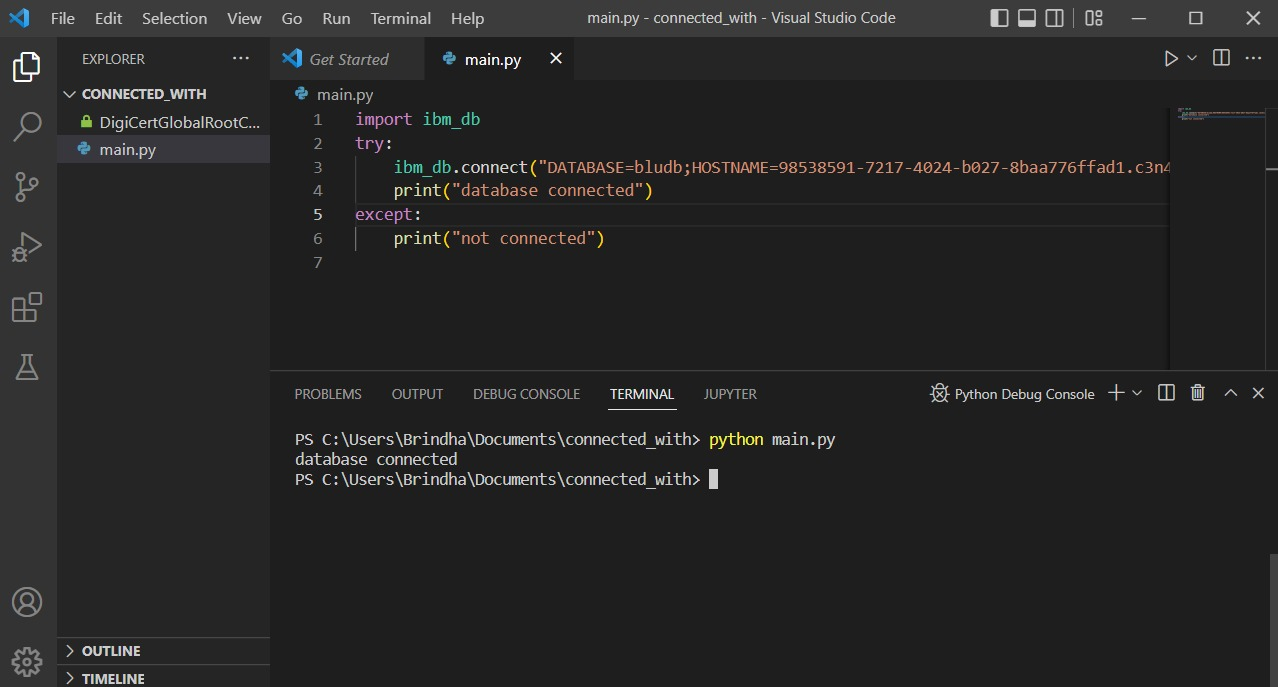 File Edit Selection View Go Run Terminal Help main.py - connected_with - Visual Studio Code
EXPLORER
CONNECTED_WITH
DigiCertGlobalRootC...
main.py
OUTLINE
TIMELINE
Get Started main.py
main.py
1 import ibm_db
2 try:
3 ibm_db.connect("DATABASE=bludb;HOSTNAME=98538591-7217-4024-b027-8baa776ffad1.c3n4
4 print("database connected")
5 except:
6 print("not connected")
7
PROBLEMS OUTPUT DEBUG CONSOLE TERMINAL JUPYTER Python Debug Console
PS C:\Users\Brindha\Documents\connected_with> python main.py
database connected
PS C:\Users\Brindha\Documents\connected_with>